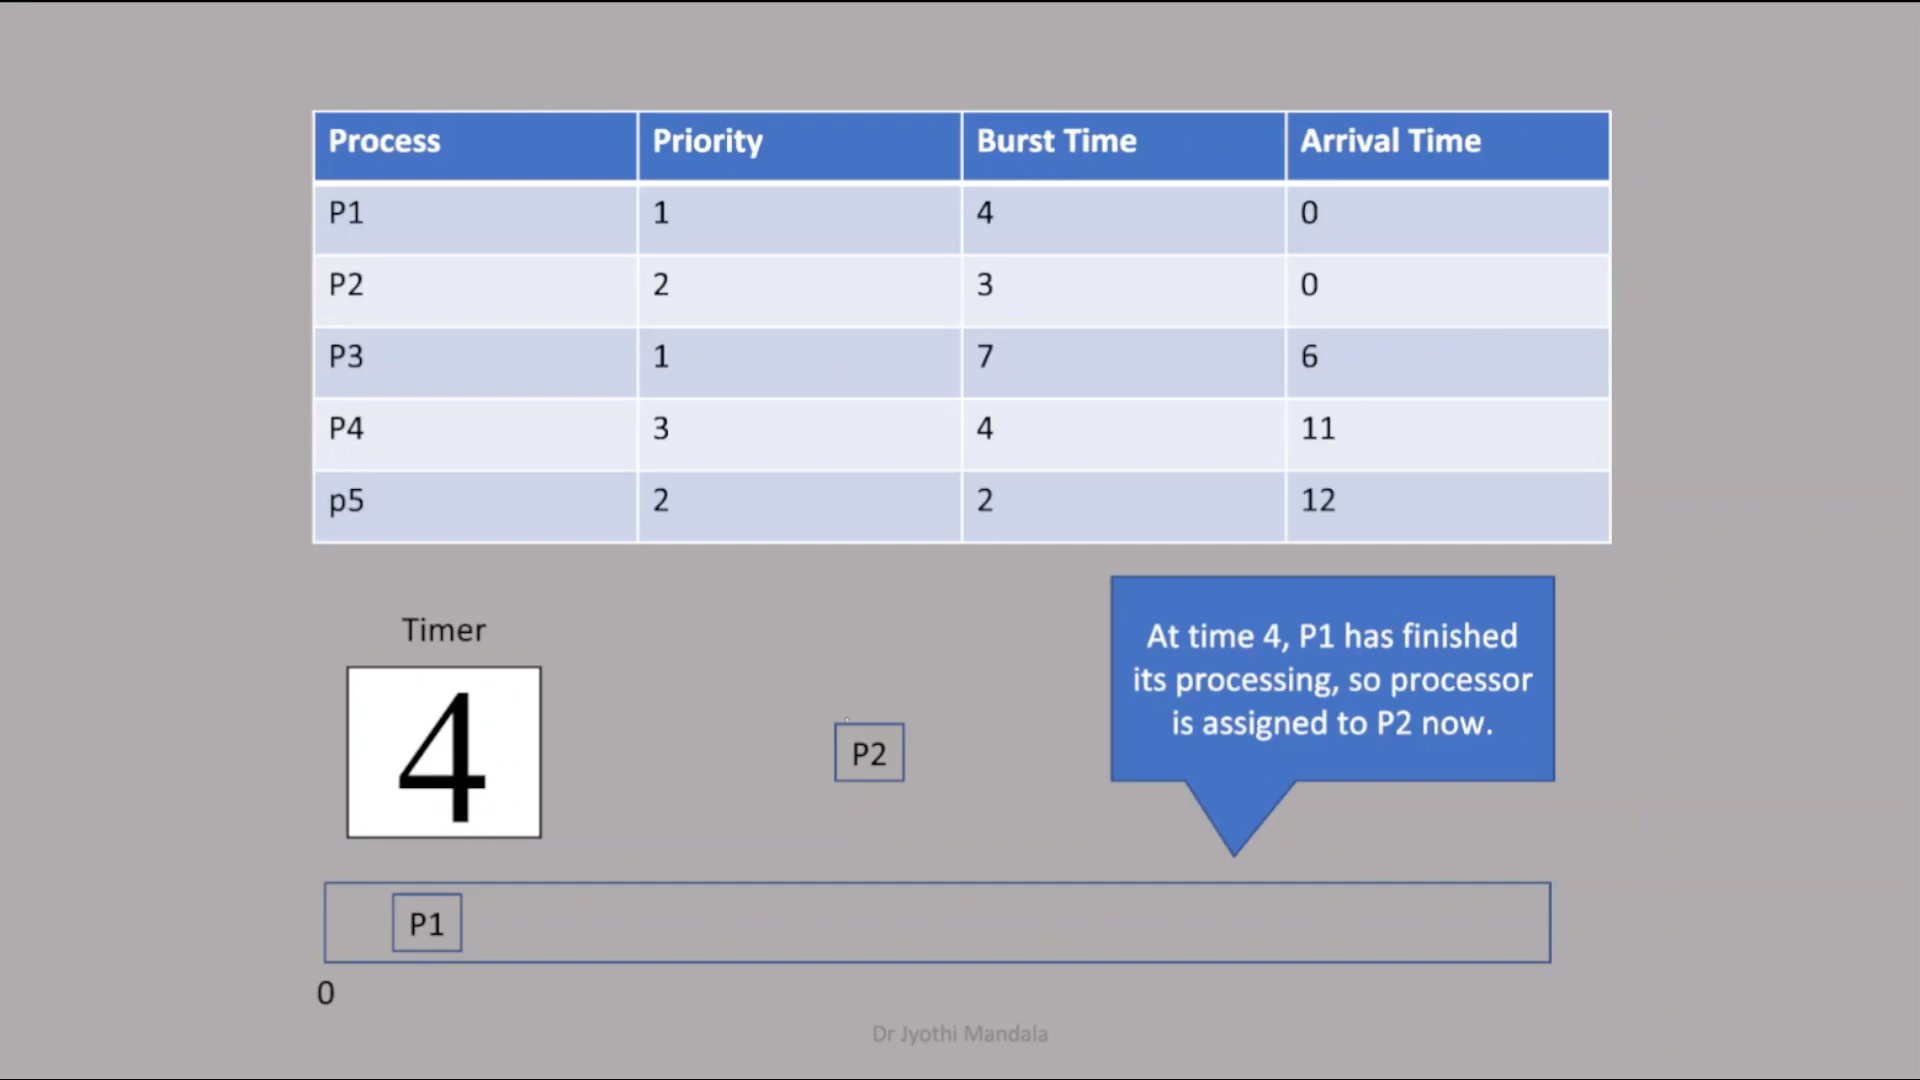 Process Priority Burst Time Arrival Time
P1 1 4 0
P2 2 3 0
P3 1 7 6
P4 3 4 11
p5 2 2 12
Timer
4
P2
At time 4, P1 has finished
its processing, so processor
is assigned to P2 now.
P1
0
Dr Jyothi Mandala